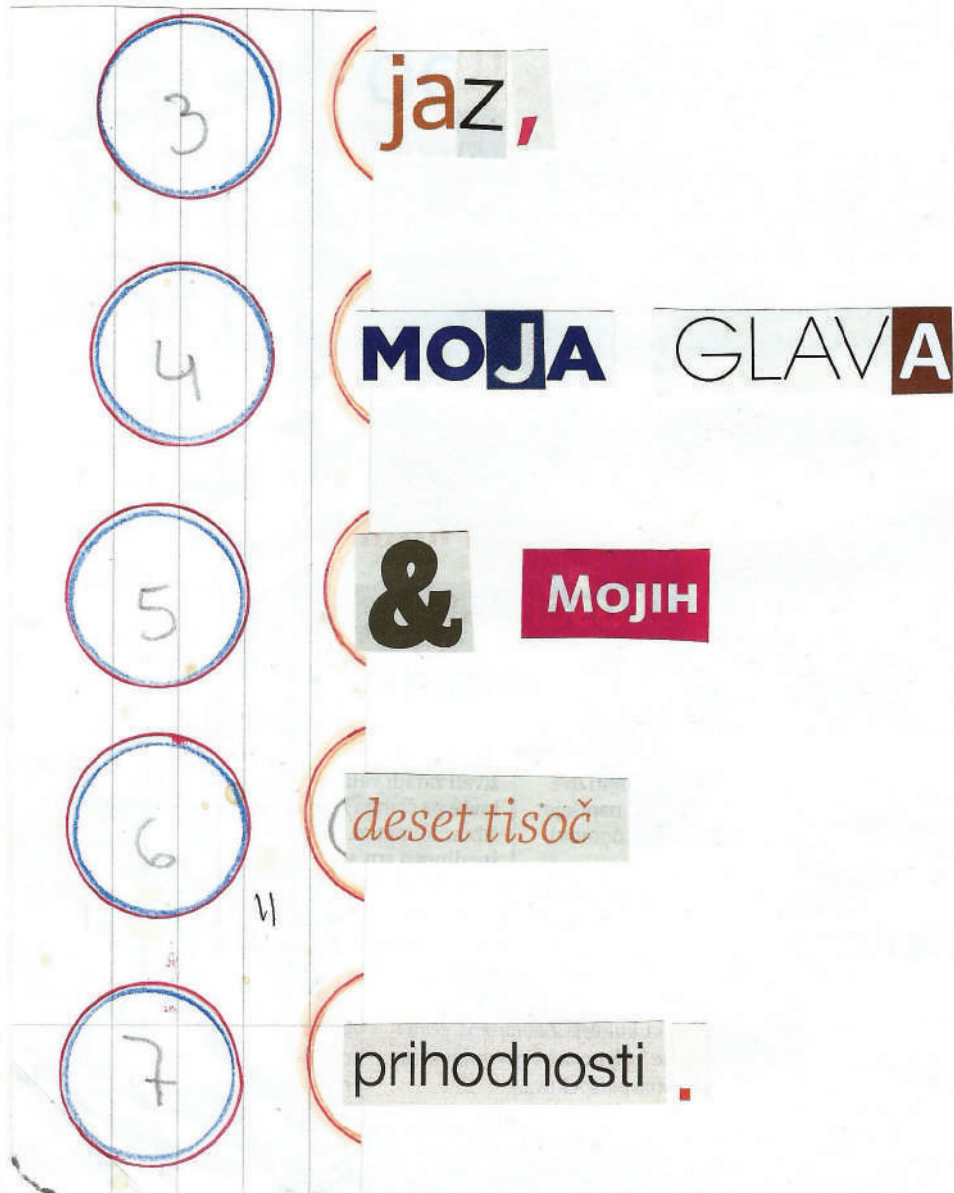 3 jaz,
4 MOJA GLAVA
5 & MOJIH
6 deset tisoč
7 prihodnosti.